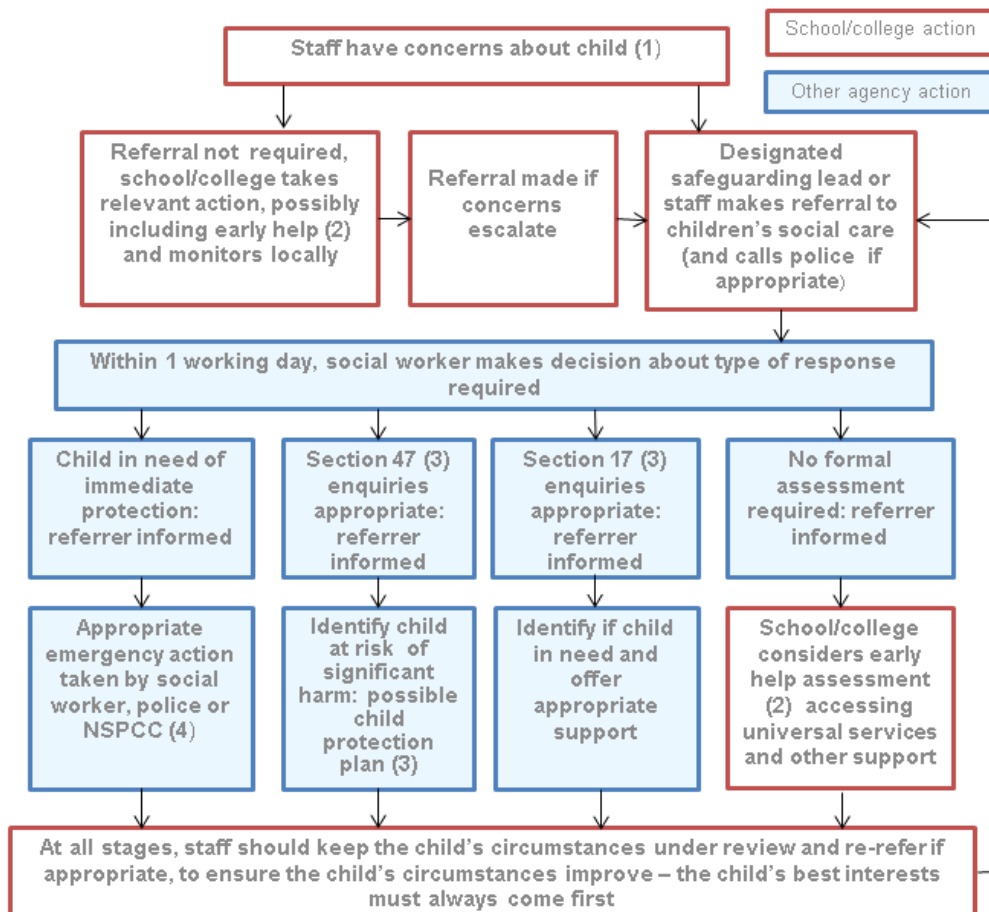 School/college action
Other agency action
Staff have concerns about child (1)
Referral not required,
school/college takes
relevant action, possibly
including early help (2)
and monitors locally
Referral made if
concerns
escalate
Designated
safeguarding lead or
staff makes referral to
children’s social care
(and calls police if
appropriate)
Within 1 working day, social worker makes decision about type of response
required
Child in need of
immediate
protection:
referrer informed
Section 47 (3)
enquiries
appropriate:
referrer
informed
Section 17 (3)
enquiries
appropriate:
referrer
informed
No formal
assessment
required: referrer
informed
Appropriate
emergency action
taken by social
worker, police or
NSPCC (4)
Identify child
at risk of
significant
harm: possible
child
protection
plan (3)
Identify if child
in need and
offer
appropriate
support
School/college
considers early
help assessment
(2) accessing
universal services
and other support
At all stages, staff should keep the child’s circumstances under review and re-refer if
appropriate, to ensure the child’s circumstances improve – the child’s best interests
must always come first